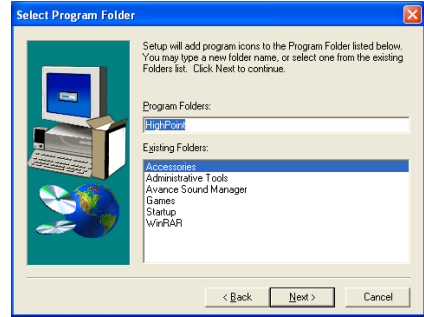 Select Program Folder
Setup will add program icons to the Program Folder listed below.
You may type a new folder name, or select one from the existing
Folders list. Click Next to continue.
Program Folders:
HighPoint
Existing Folders:
Accessories
Administrative Tools
Avance Sound Manager
Games
Startup
WinRAR
< Back
Next >
Cancel